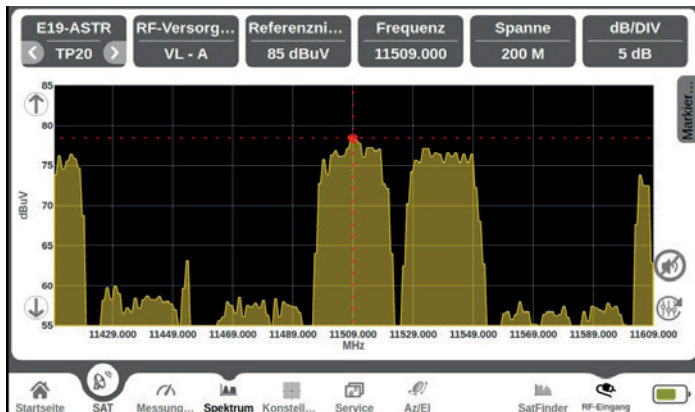 E19-ASTR
TP20
RF-Versorg...
VL - A
Referenzni...
85 dBuV
Frequenz
11509.000
Spanne
200 M
dB/DIV
5 dB
Markier...
85
80
75
70
65
60
55
dBuV
11429.000 11449.000 11469.000 11489.000 11509.000 11529.000 11549.000 11569.000 11589.000 11609.000
MHz
Startseite SAT Messung... Spektrum Konstell... Service Az/El SatFinder RF-Eingang